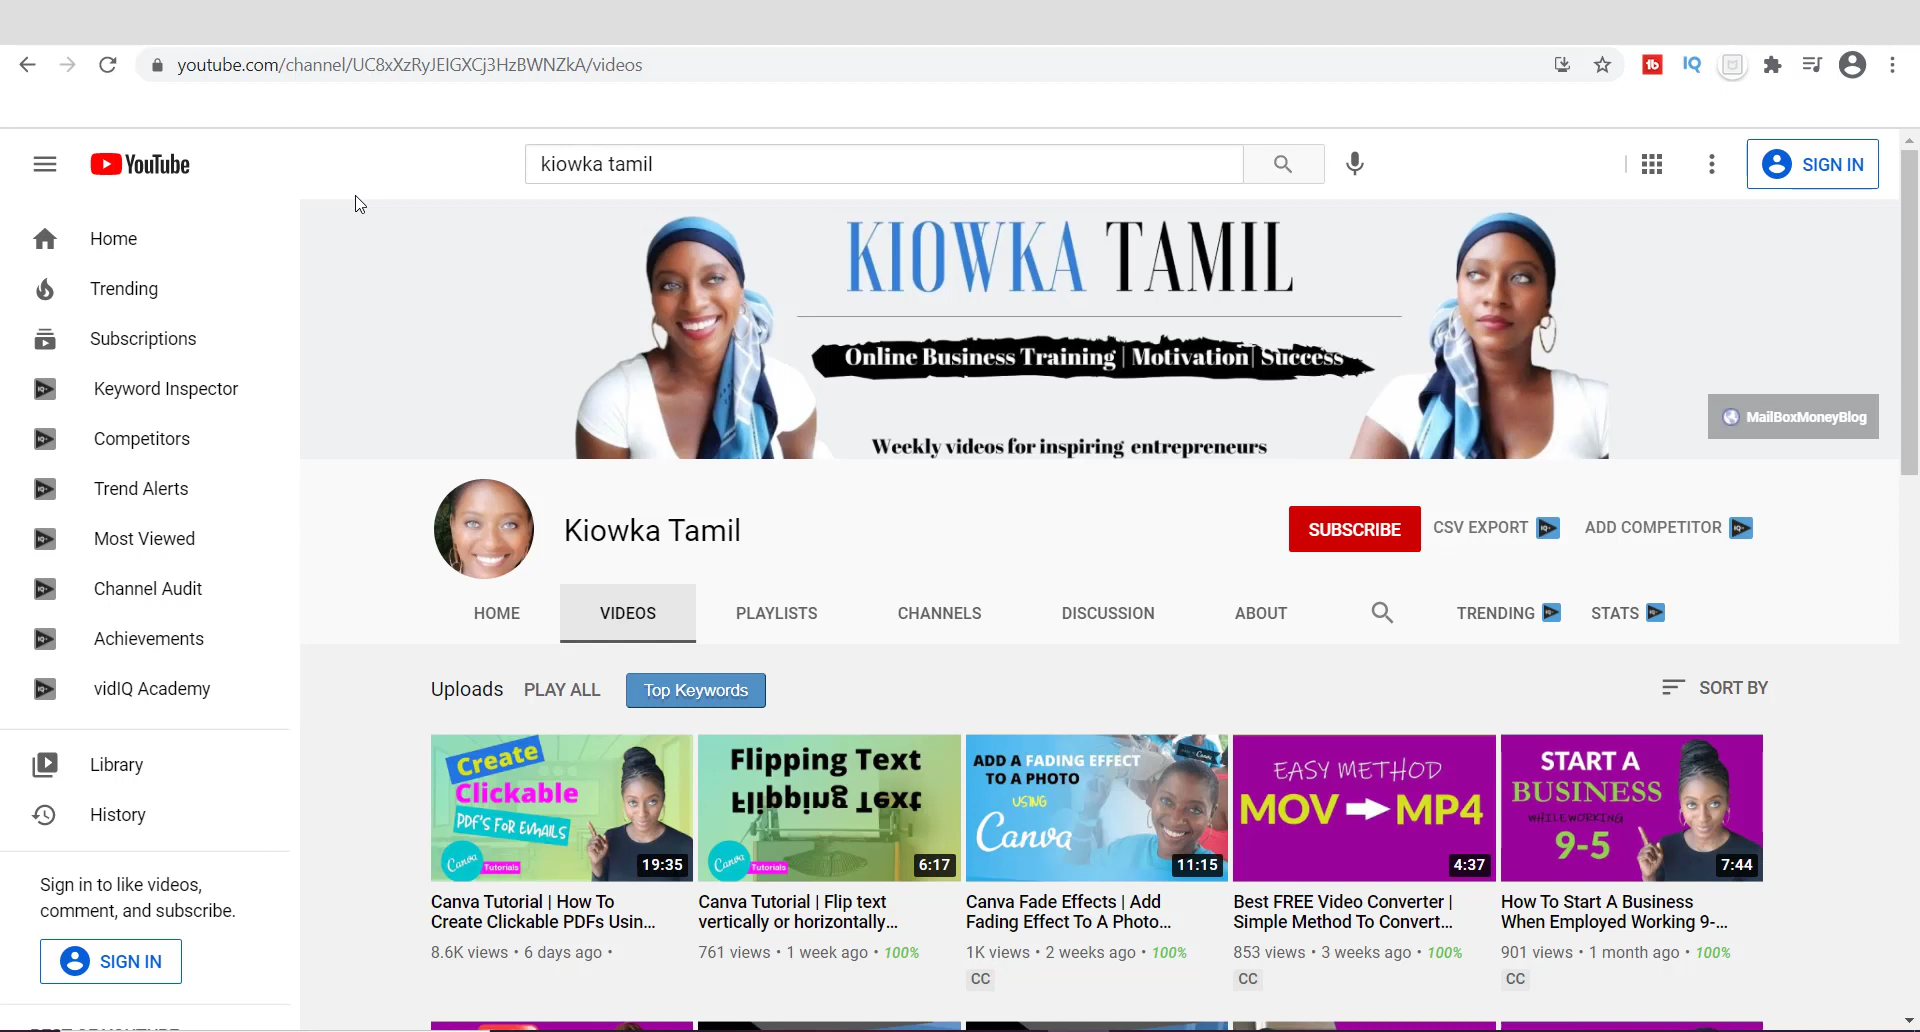 youtube.com/channel/UC8xXzRyJEIGXCj3HzBWNZkA/videos
YouTube
kiowka tamil
SIGN IN
Home
Trending
Subscriptions
Keyword Inspector
Competitors
Trend Alerts
Most Viewed
Channel Audit
Achievements
vidIQ Academy
Library
History
Sign in to like videos,
comment, and subscribe.
SIGN IN
KIOWKA TAMIL
Online Business Training | Motivation | Success
Weekly videos for inspiring entrepreneurs
MailBoxMoneyBlog
Kiowka Tamil
SUBSCRIBE
CSV EXPORT
ADD COMPETITOR
HOME
VIDEOS
PLAYLISTS
CHANNELS
DISCUSSION
ABOUT
TRENDING
STATS
Uploads
PLAY ALL
Top Keywords
SORT BY
Create
Clickable
PDF'S FOR EMAILS
Canva Tutorials
19:35
Canva Tutorial | How To
Create Clickable PDFs Usin...
8.6K views • 6 days ago •
Flipping Text
Flipping Text
Canva Tutorials
6:17
Canva Tutorial | Flip text
vertically or horizontally...
761 views • 1 week ago • 100%
ADD A FADING EFFECT
TO A PHOTO
USING
Canva
11:15
Canva Fade Effects | Add
Fading Effect To A Photo...
1K views • 2 weeks ago • 100%
CC
EASY METHOD
MOV MP4
4:37
Best FREE Video Converter |
Simple Method To Convert...
853 views • 3 weeks ago • 100%
CC
START A
BUSINESS
WHILE WORKING
9-5
7:44
How To Start A Business
When Employed Working 9-...
901 views • 1 month ago • 100%
CC